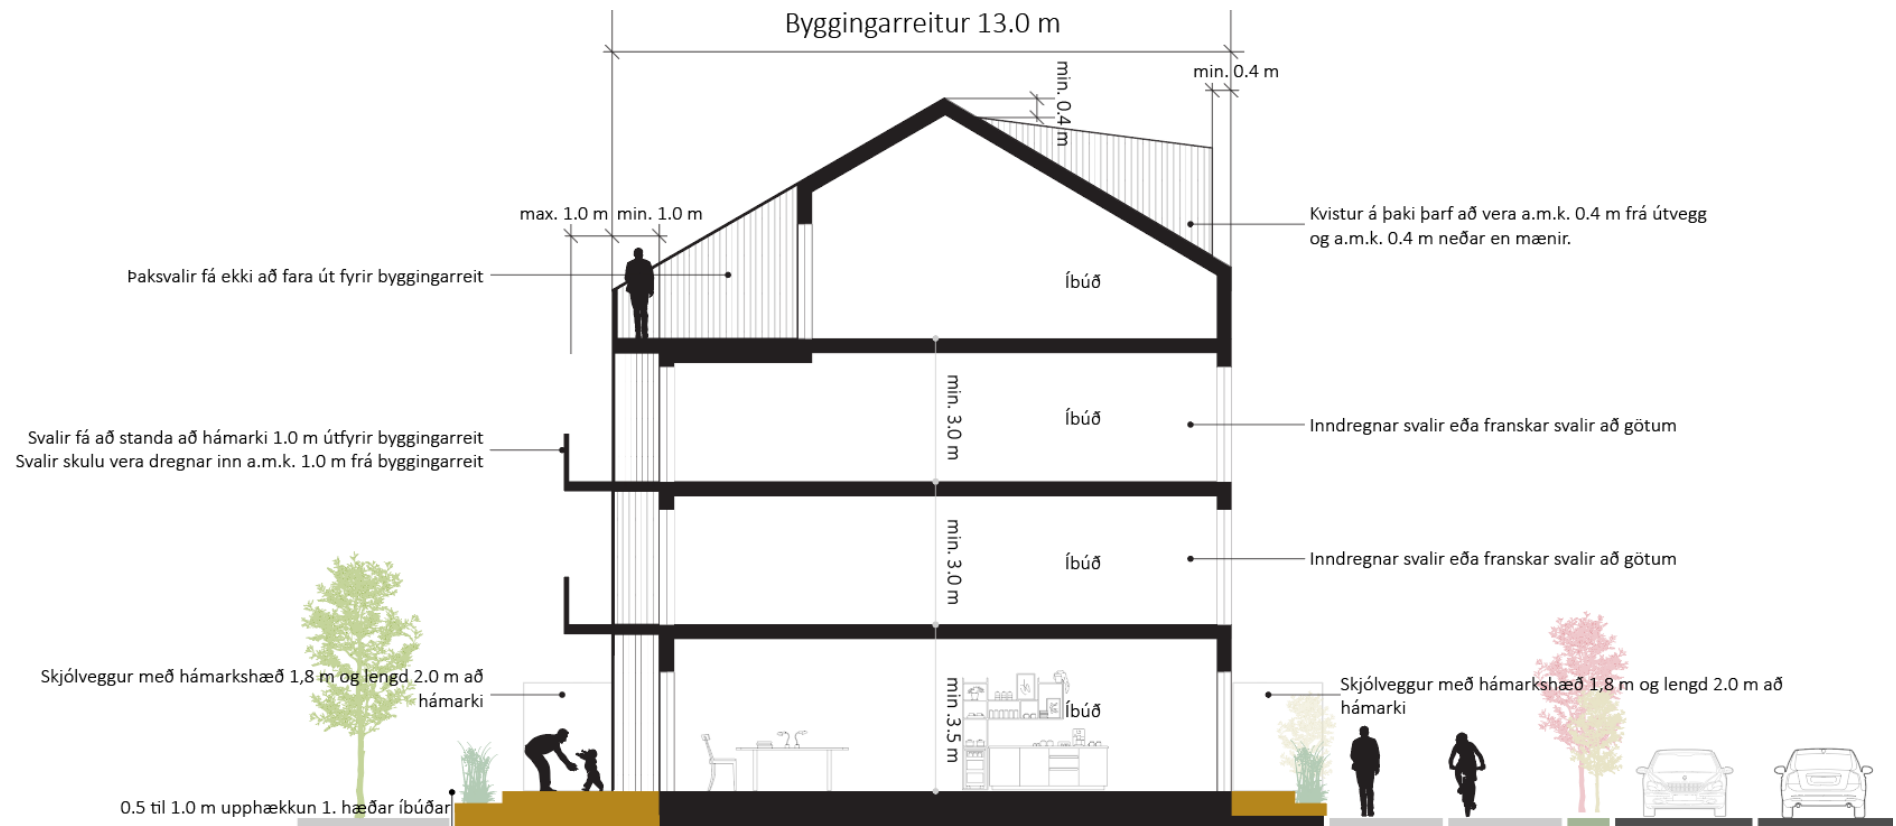 Byggingarreitur 13.0 m
min. 0.4 m
min. 0.4 m
max. 1.0 m
min. 1.0 m
Kvistur á þaki þarf að vera a.m.k. 0.4 m frá útvegg
og a.m.k. 0.4 m neðar en mænir.
Þaksvalir fá ekki að fara út fyrir byggingarreit
Íbúð
min. 3.0 m
Íbúð
Inndregnar svalir eða franskar svalir að götum
Svalir fá að standa að hámarki 1.0 m útfyrir byggingarreit
Svalir skulu vera dregnar inn a.m.k. 1.0 m frá byggingarreit
min. 3.0 m
Íbúð
Inndregnar svalir eða franskar svalir að götum
Skjólveggur með hámarkshæð 1,8 m og lengd 2.0 m að
hámarki
min .3.5 m
Íbúð
Skjólveggur með hámarkshæð 1,8 m og lengd 2.0 m að
hámarki
0.5 til 1.0 m upphækkun 1. hæðar íbúðar